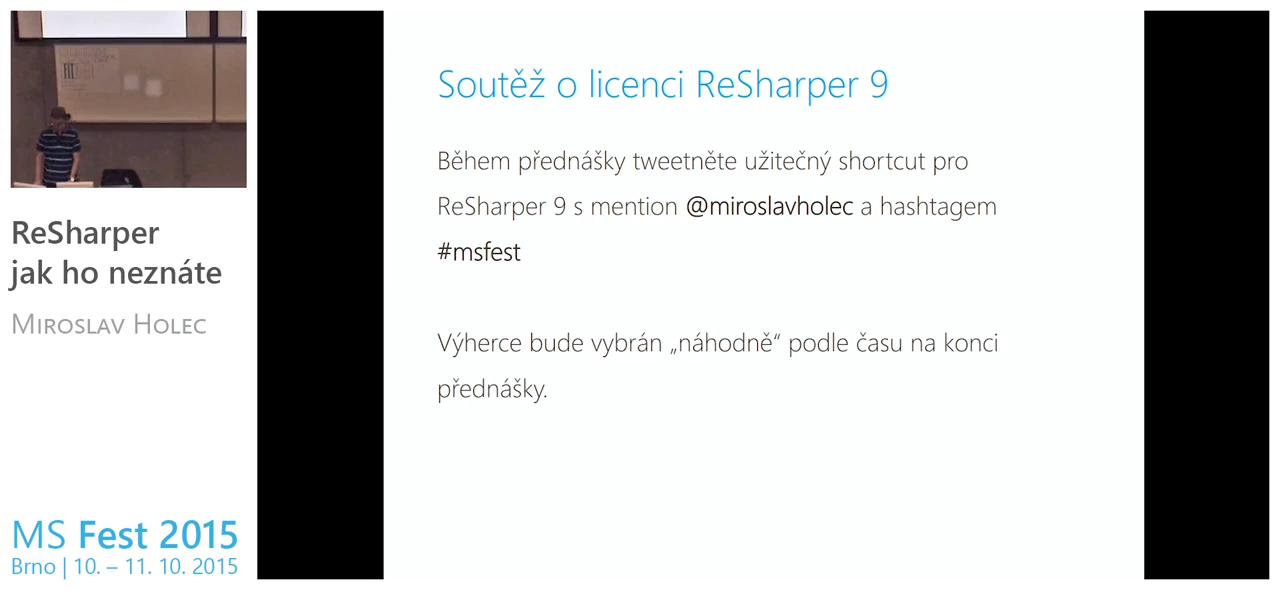 ReSharper
jak ho neznáte
Miroslav Holec
MS Fest 2015
Brno | 10. – 11. 10. 2015
Soutěž o licenci ReSharper 9
Během přednášky tweetněte užitečný shortcut pro
ReSharper 9 s mention @miroslavholec a hashtagem
#msfest
Výherce bude vybrán „náhodně“ podle času na konci
přednášky.